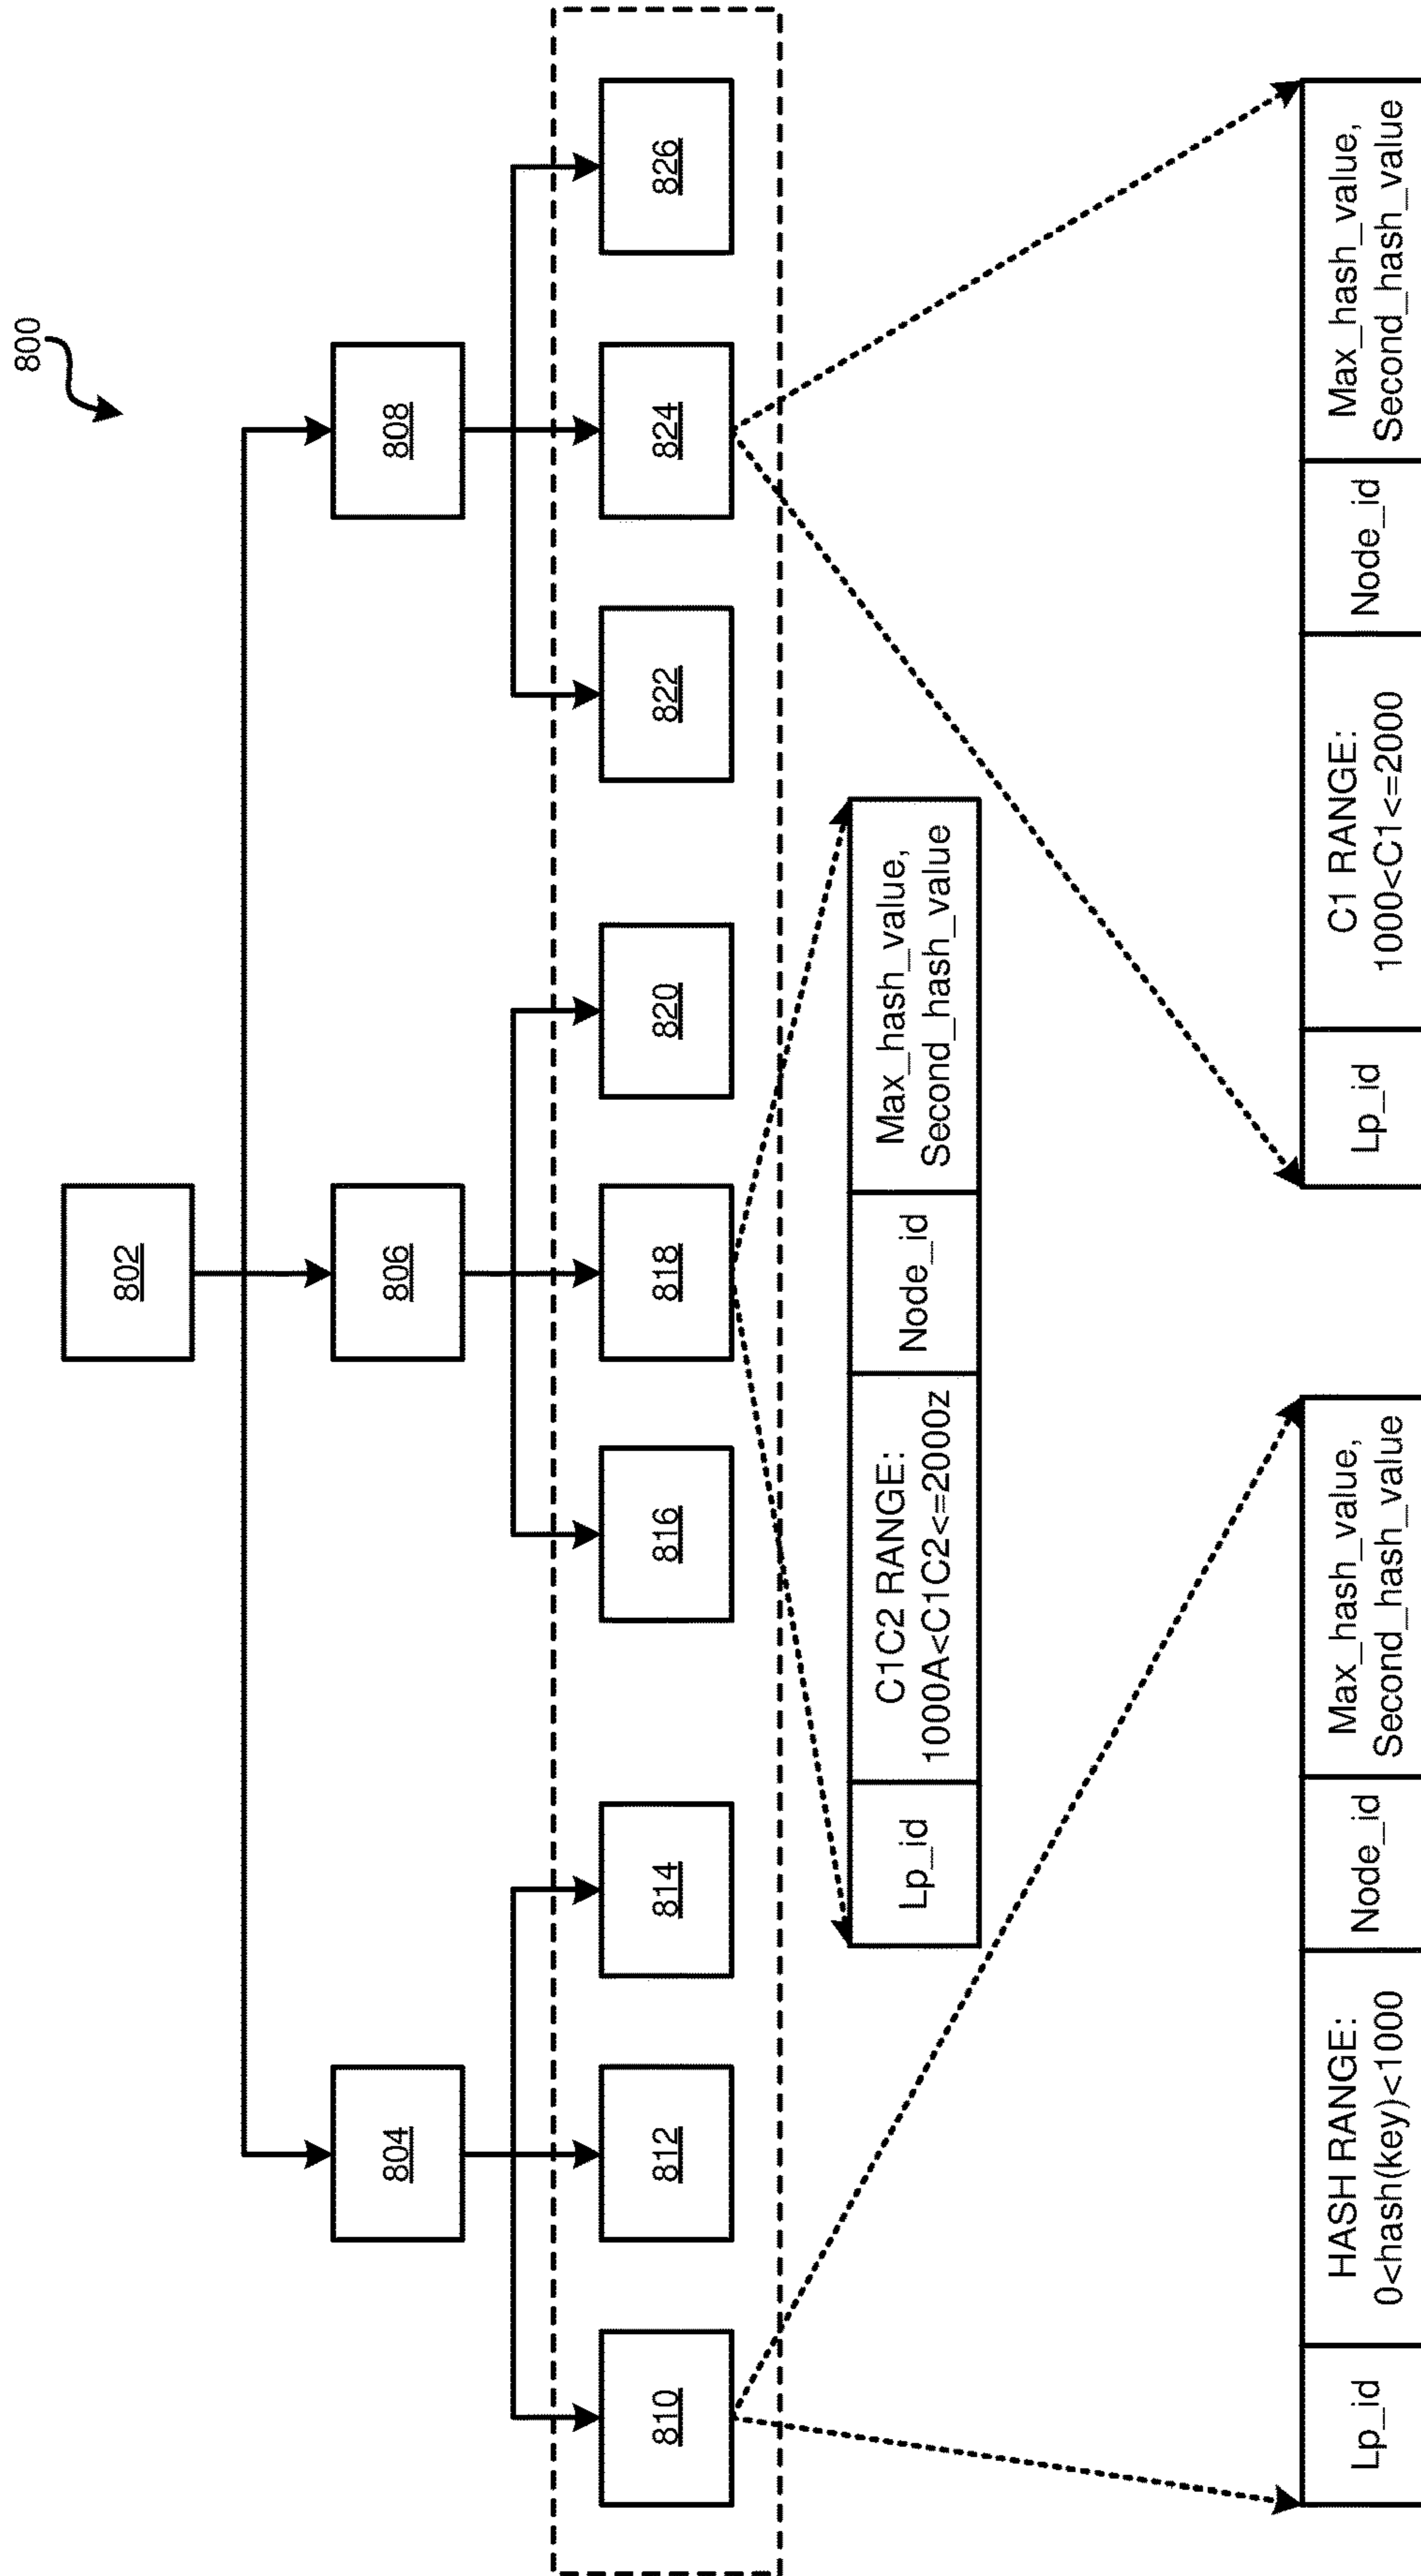 800
802
804
806
808
810
812
814
816
818
820
822
824
826
Lp_id
C1C2 RANGE:
1000A<C1C2<=2000z
Node_id
Max_hash_value,
Second_hash_value
Lp_id
HASH RANGE:
0<hash(key)<1000
Node_id
Max_hash_value,
Second_hash_value
Lp_id
C1 RANGE:
1000<C1<=2000
Node_id
Max_hash_value,
Second_hash_value